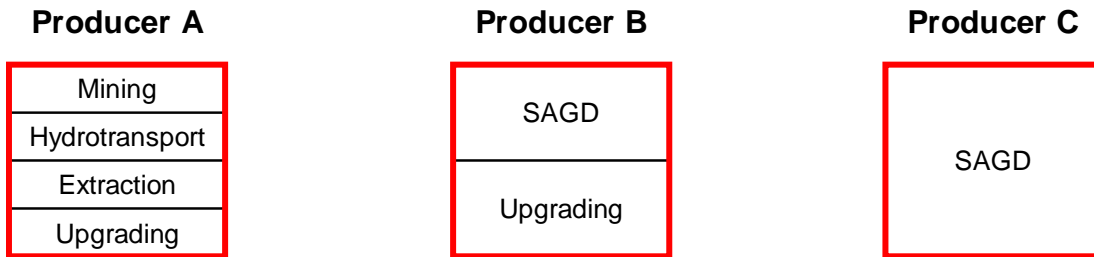 Producer A
Producer B
Producer C
Mining
Hydrotransport
Extraction
Upgrading
SAGD
Upgrading
SAGD